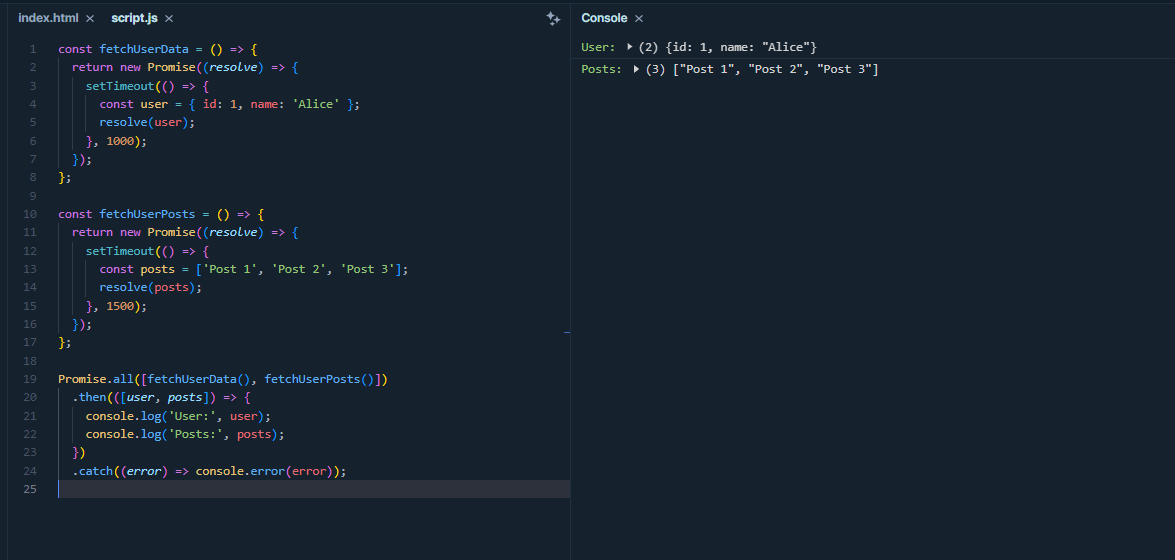 index.html × script.js ×
1 const fetchUserData = () => {
2   return new Promise((resolve) => {
3     setTimeout(() => {
4       const user = { id: 1, name: 'Alice' };
5       resolve(user);
6     }, 1000);
7   });
8 };
9
10 const fetchUserPosts = () => {
11   return new Promise((resolve) => {
12     setTimeout(() => {
13       const posts = ['Post 1', 'Post 2', 'Post 3'];
14       resolve(posts);
15     }, 1500);
16   });
17 };
18
19 Promise.all([fetchUserData(), fetchUserPosts()])
20   .then(([user, posts]) => {
21     console.log('User:', user);
22     console.log('Posts:', posts);
23   })
24   .catch((error) => console.error(error));
25
Console ×
User: ▶ (2) {id: 1, name: "Alice"}
Posts: ▶ (3) ["Post 1", "Post 2", "Post 3"]